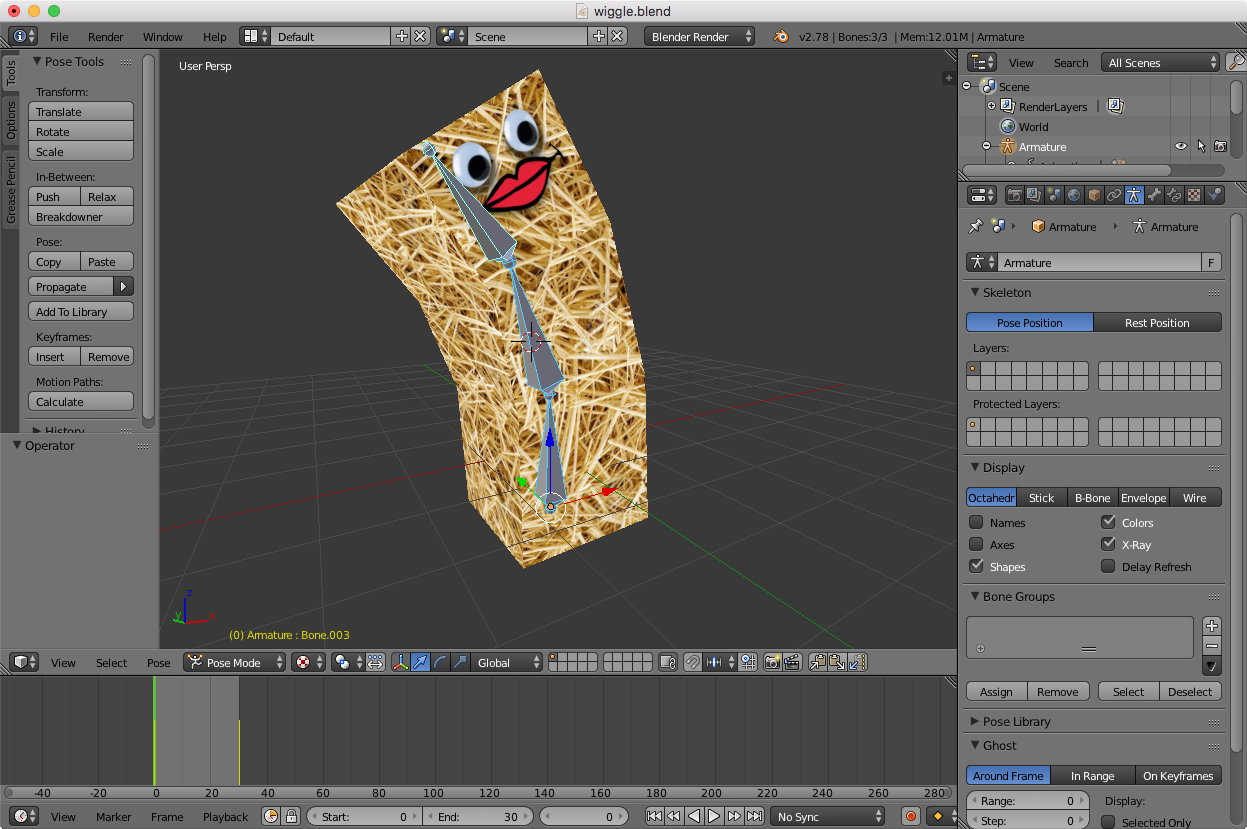 wiggle.blend
File Render Window Help Default Scene Blender Render v2.78 | Bones:3/3 | Mem:12.01M | Armature
Tools
Options
Grease Pencil
Pose Tools
Transform:
Translate
Rotate
Scale
In-Between:
Push Relax
Breakdowner
Pose:
Copy Paste
Propagate
Add To Library
Keyframes:
Insert Remove
Motion Paths:
Calculate
History
Operator
User Persp
z
y x
(0) Armature : Bone.003
View Select Pose Pose Mode Global
-40 -20 0 20 40 60 80 100 120 140 160 180 200 220 240 260 280
View Marker Frame Playback Start: 0 End: 30 0 No Sync
View Search All Scenes
Scene
RenderLayers |
World
Armature
Armature Armature
Armature F
Skeleton
Pose Position Rest Position
Layers:
Protected Layers:
Display
Octahedr Stick B-Bone Envelope Wire
Names Colors
Axes X-Ray
Shapes Delay Refresh
Bone Groups
Assign Remove Select Deselect
Pose Library
Ghost
Around Frame In Range On Keyframes
Range: 0 Display:
Step: 0 Selected Only